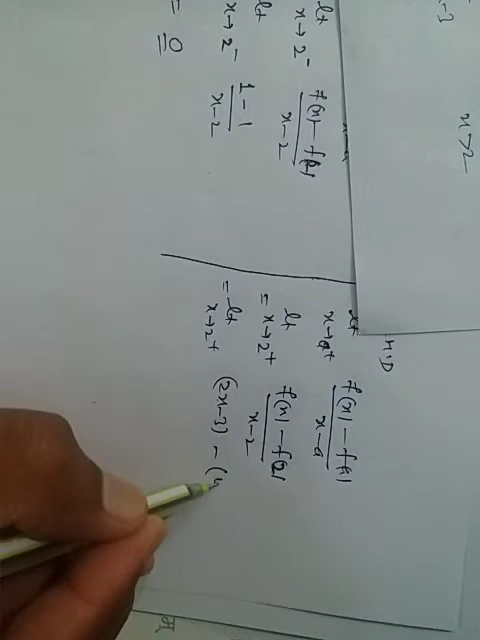 x>2
lt x→2⁻ f(x) - f(2) / x-2
lt x→2⁻ 1 - 1 / x-2
= 0
H.D
lt x→a⁺ f(x) - f(a) / x-a
= lt x→2⁺ f(x) - f(2) / x-2
= lt x→2⁺ (2x-3) - (